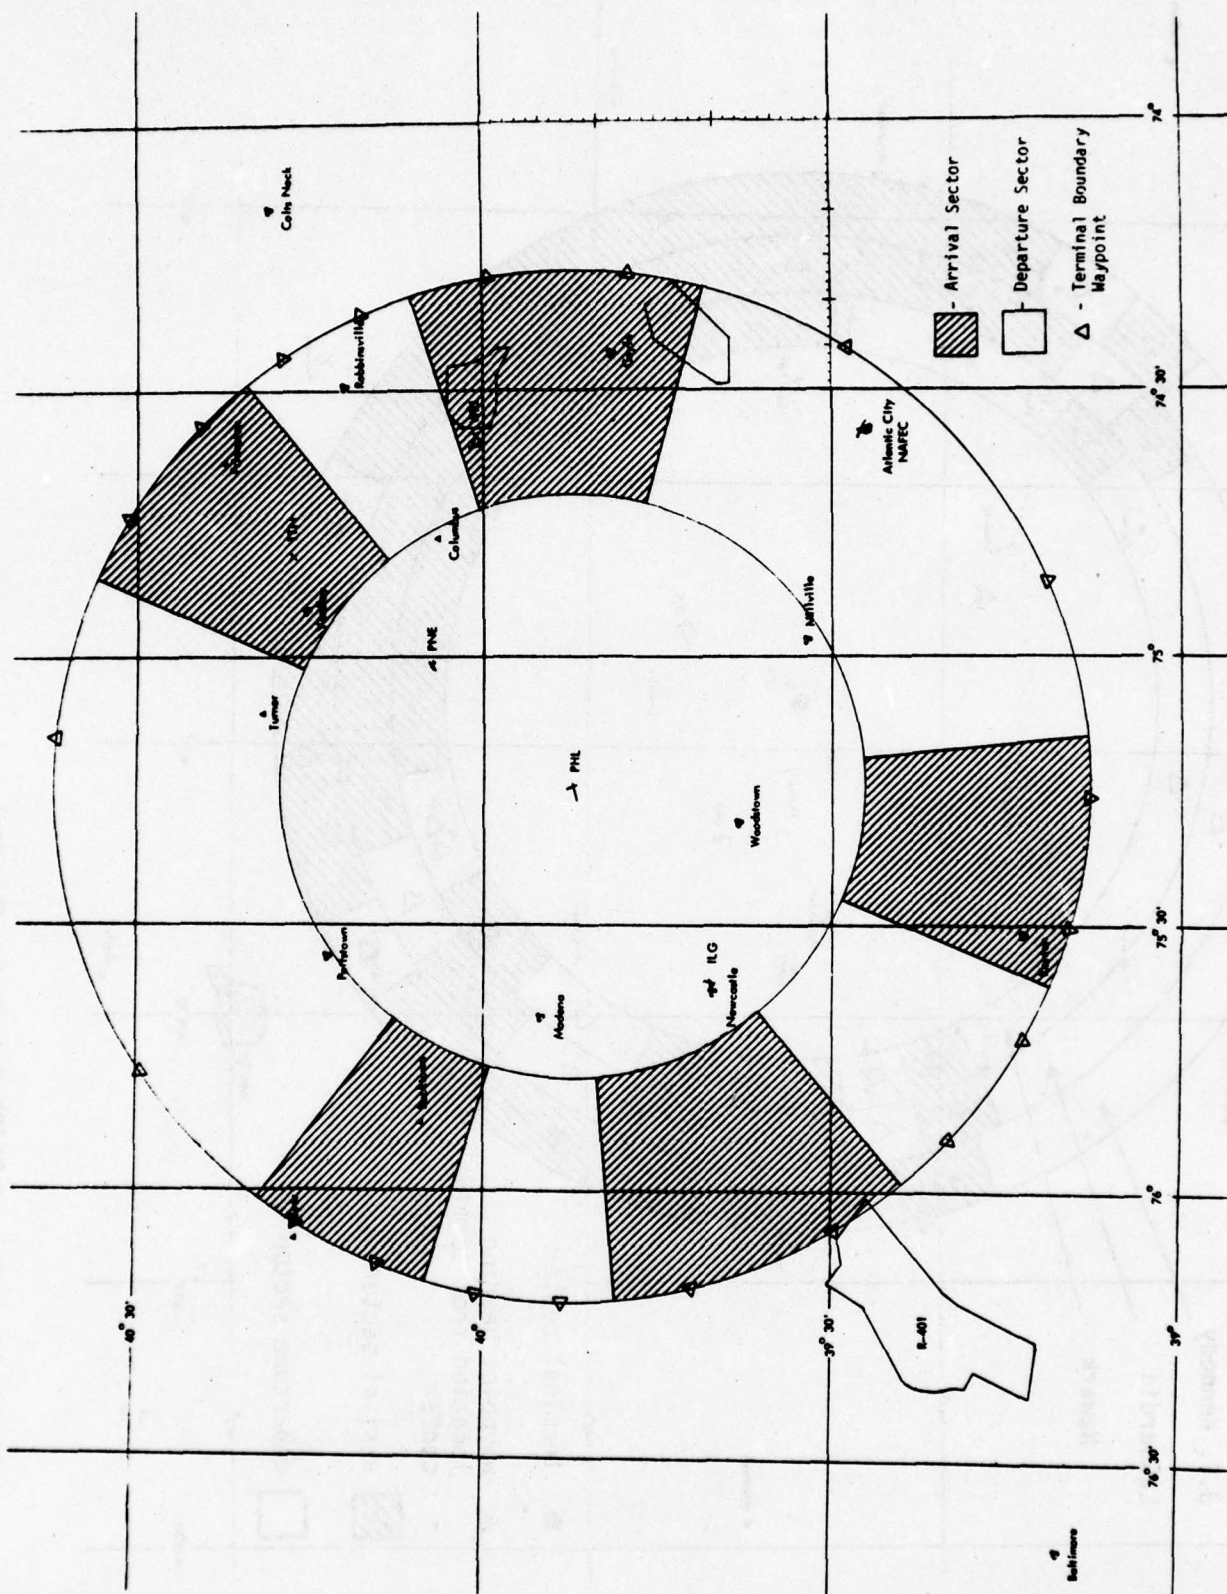 Colts Neck
Robbinsville
Columbus
PNE
Turner
PHL
Pottstown
Modena
Woodstown
Millville
ILG
Newcastle
Atlantic City
NAFEC
R-401
Baltimore
- Arrival Sector
- Departure Sector
- Terminal Boundary
Waypoint
40° 30'
40°
39° 30'
39°
74°
74° 30'
75°
75° 30'
76°
76° 30'